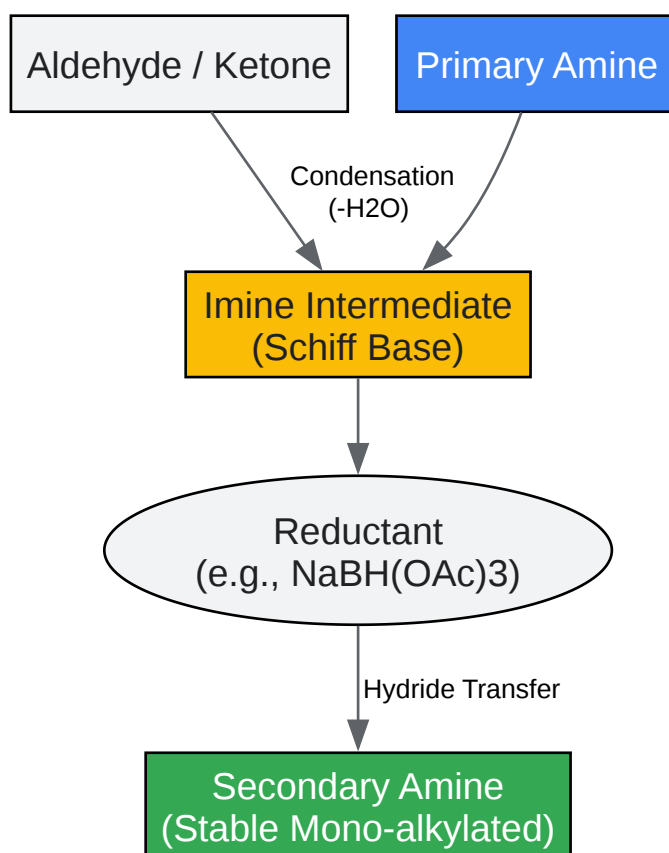 Aldehyde / Ketone
Primary Amine
Condensation
(-H2O)
Imine Intermediate
(Schiff Base)
Reductant
(e.g., NaBH(OAc)3)
Hydride Transfer
Secondary Amine
(Stable Mono-alkylated)